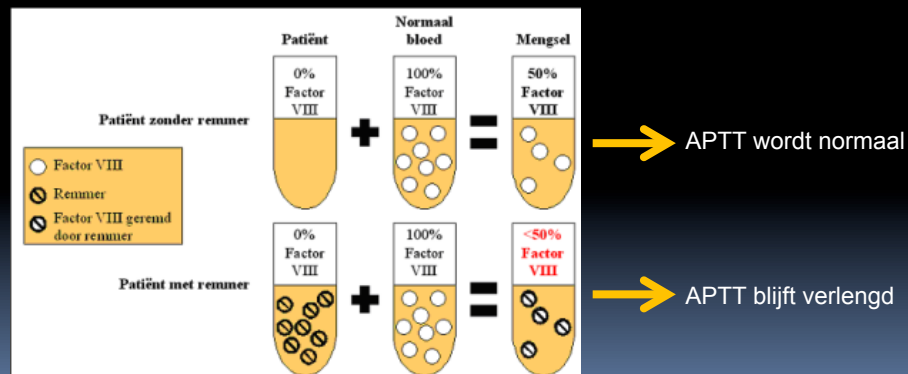 Patiënt
Normaal
bloed
Mengsel
0%
Factor
VIII
100%
Factor
VIII
50%
Factor
VIII
Patiënt zonder remmer
APTT wordt normaal
Factor VIII
Remmer
Factor VIII geremd
door remmer
0%
Factor
VIII
100%
Factor
VIII
<50%
Factor
VIII
Patiënt met remmer
APTT blijft verlengd